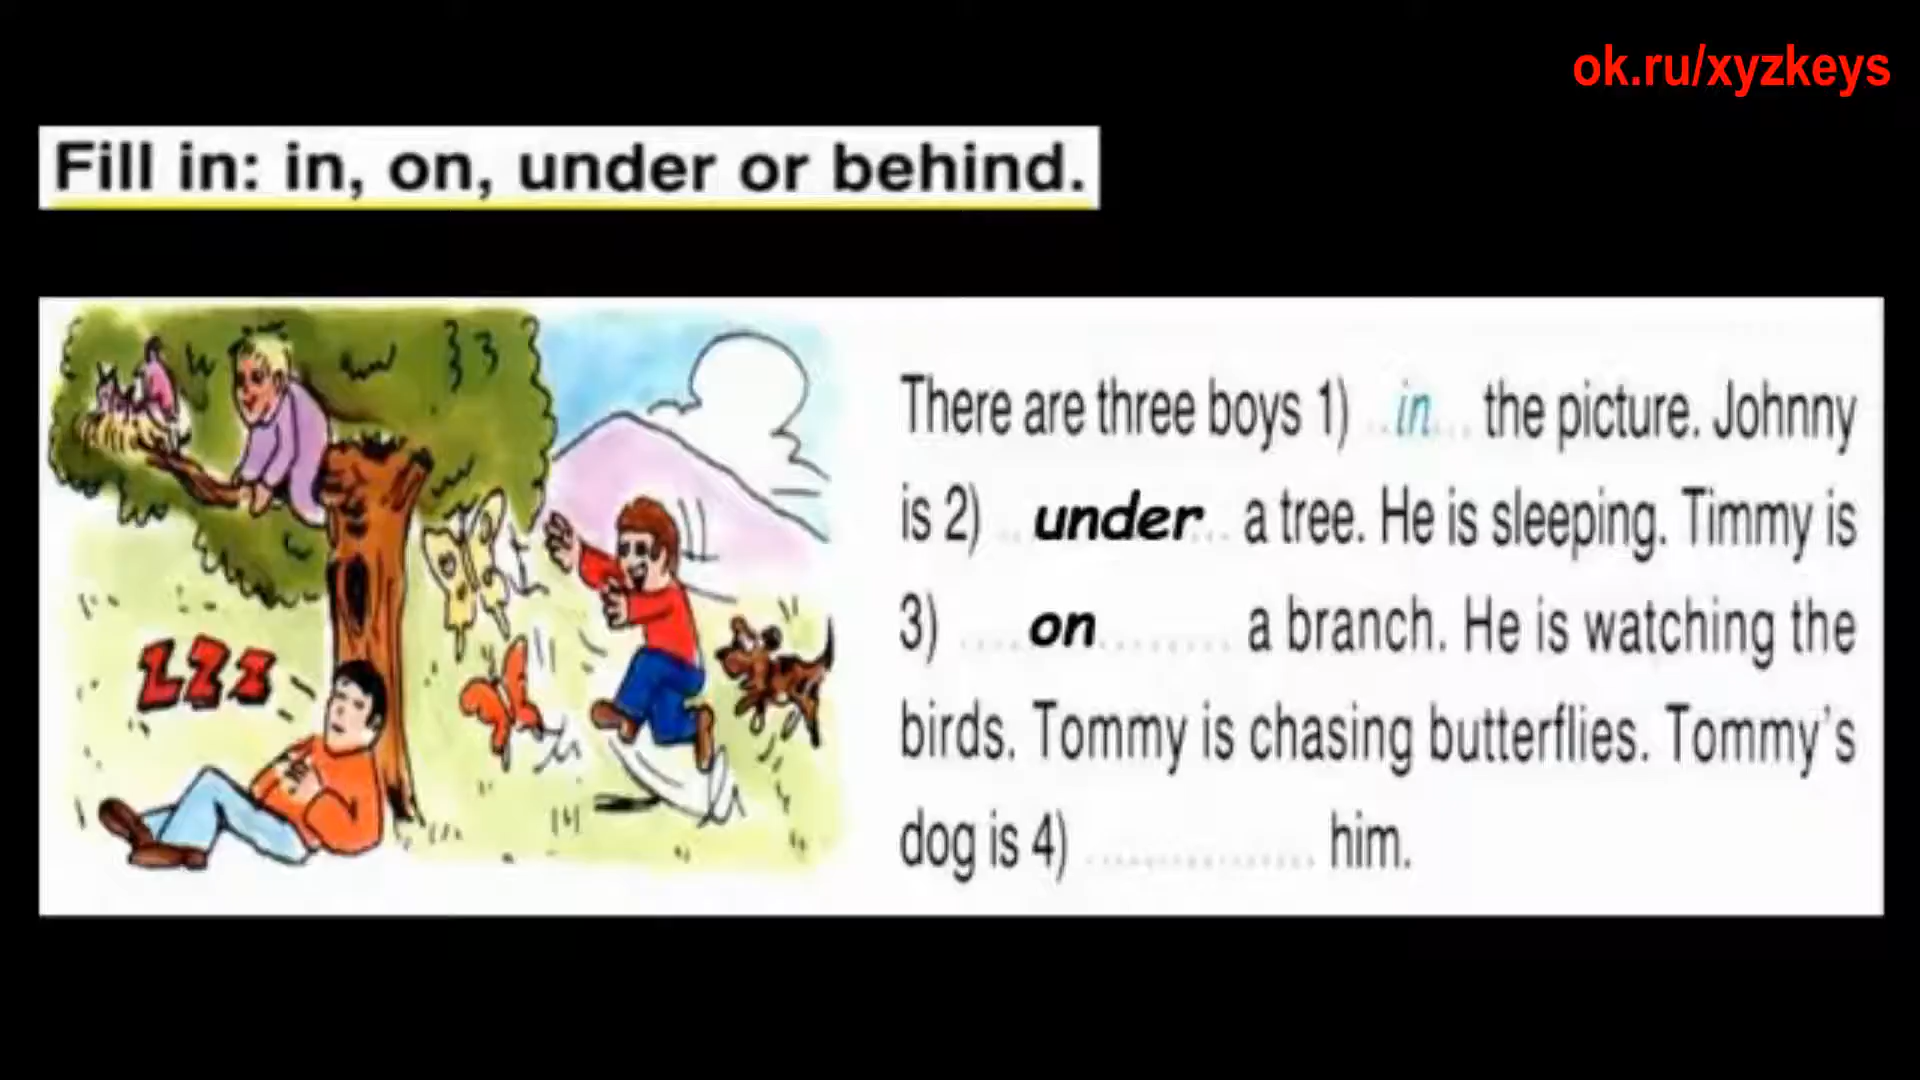 ok.ru/xyzkeys
Fill in: in, on, under or behind.
There are three boys 1) ..in... the picture. Johnny
is 2) ..under.. a tree. He is sleeping. Timmy is
3) ....on........ a branch. He is watching the
birds. Tommy is chasing butterflies. Tommy's
dog is 4) ................ him.
ZZZ